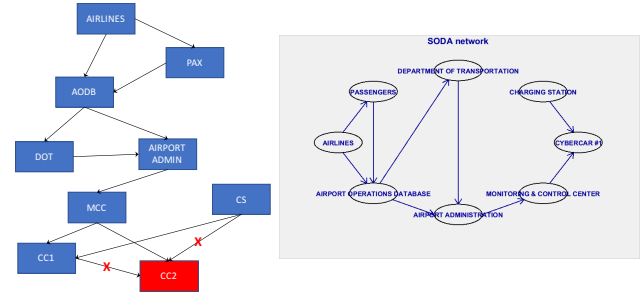 AIRLINES
PAX
AODB
DOT
AIRPORT
ADMIN
MCC
CS
X
CC1
X
CC2
SODA network
DEPARTMENT OF TRANSPORTATION
PASSENGERS
CHARGING STATION
AIRLINES
CYBERCAR #1
AIRPORT OPERATIONS DATABASE
MONITORING & CONTROL CENTER
AIRPORT ADMINISTRATION